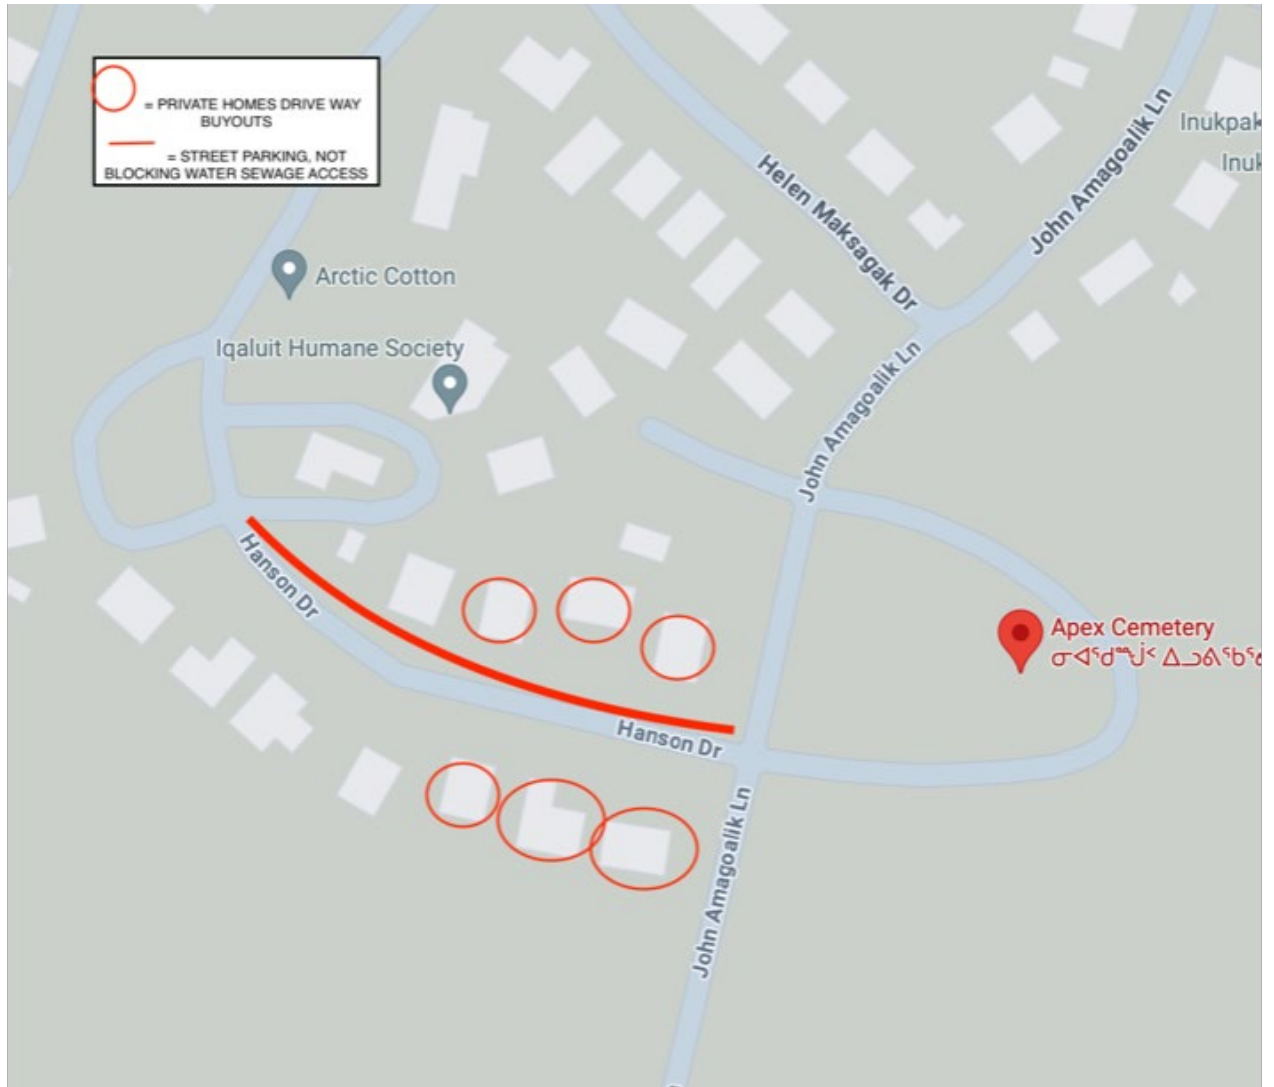 = PRIVATE HOMES DRIVE WAY
BUYOUTS
= STREET PARKING, NOT
BLOCKING WATER SEWAGE ACCESS
Inukpak
Inuk
John Amagoalik Ln
Helen Maksagak Dr
Arctic Cotton
Iqaluit Humane Society
John Amagoalik Ln
Hanson Dr
Apex Cemetery
Hanson Dr
John Amagoalik Ln